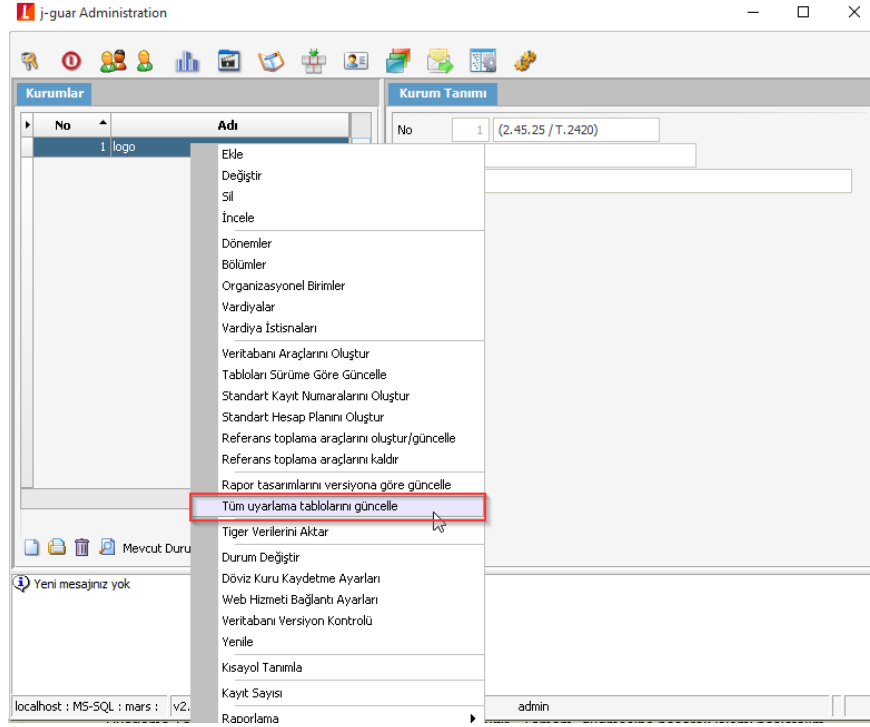 j-guar Administration
Kurumlar
Kurum Tanımı
No
Adı
No
1
(2.45.25 / T.2420)
1
logo
Ekle
Değiştir
Sil
İncele
Dönemler
Bölümler
Organizasyonel Birimler
Vardiyalar
Vardiya İstisnaları
Veritabanı Araçlarını Oluştur
Tabloları Sürüme Göre Güncelle
Standart Kayıt Numaralarını Oluştur
Standart Hesap Planını Oluştur
Referans toplama araçlarını oluştur/güncelle
Referans toplama araçlarını kaldır
Rapor tasarımlarını versiyona göre güncelle
Tüm uyarlama tablolarını güncelle
Tiger Verilerini Aktar
Durum Değiştir
Döviz Kuru Kaydetme Ayarları
Web Hizmeti Bağlantı Ayarları
Veritabanı Versiyon Kontrolü
Yenile
Kısayol Tanımla
Kayıt Sayısı
Raporlama
Mevcut Duru
Yeni mesajınız yok
localhost : MS-SQL : mars :
v2.
admin